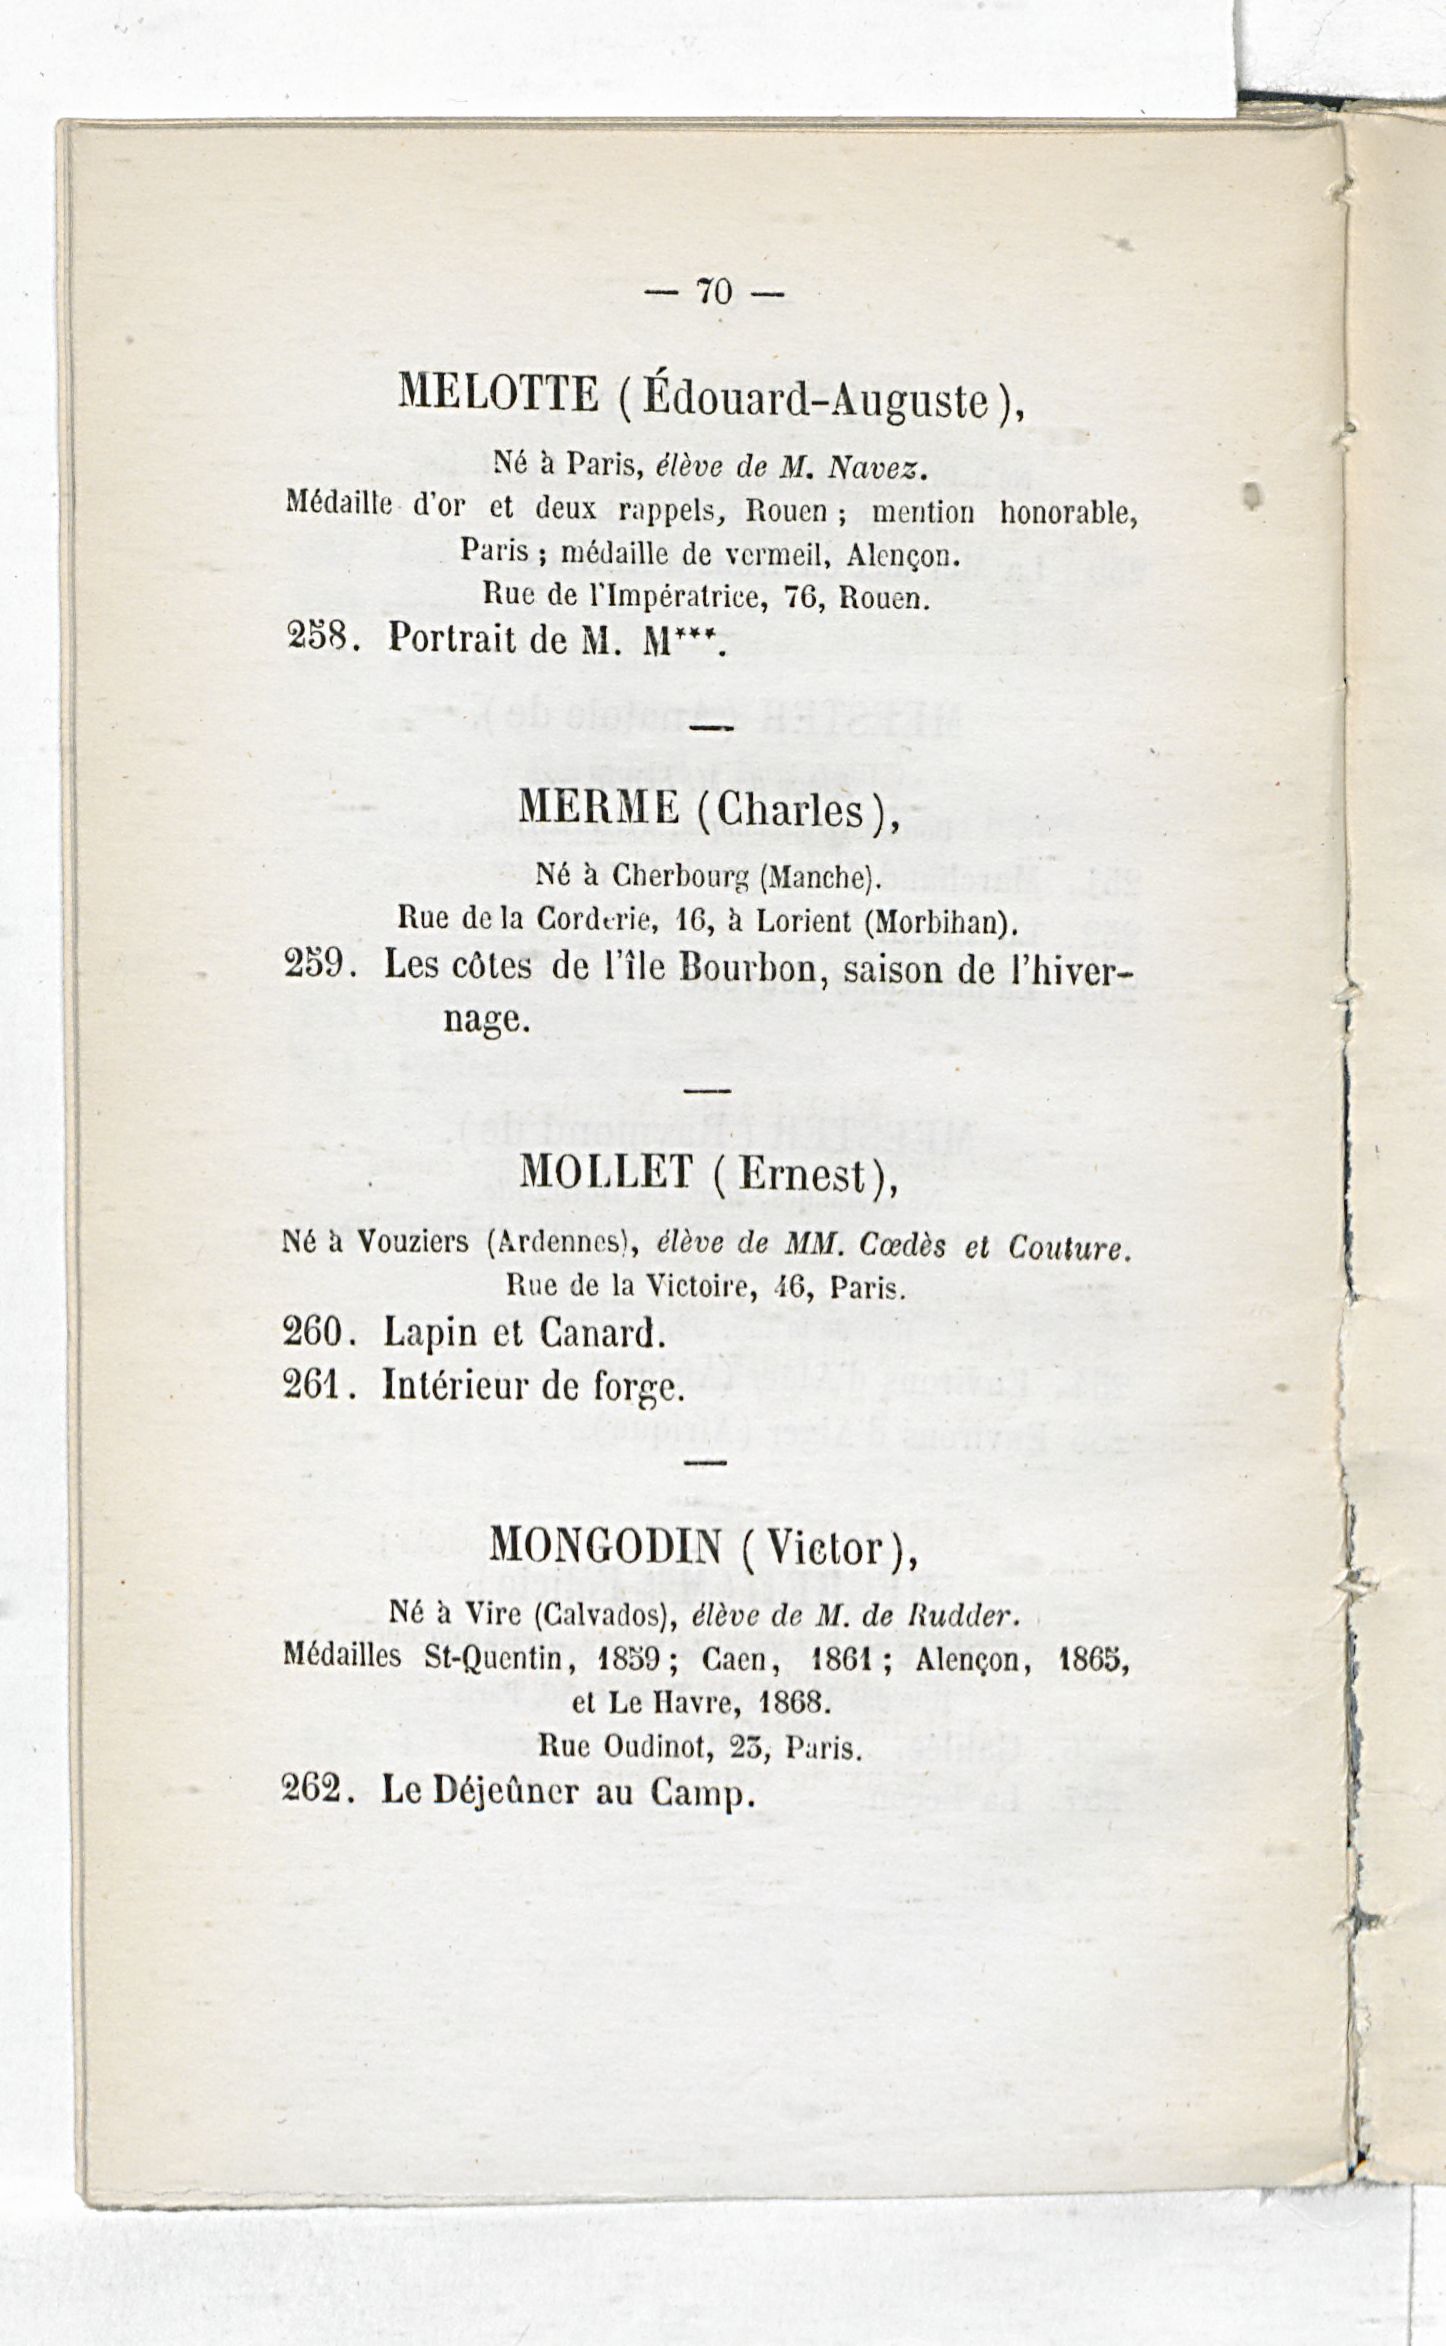 — 70 —
MELOTTE (Édouard-Auguste),
Né à Paris, élève de M. Navez.
Médaille d'or et deux rappels, Rouen ; mention honorable,
Paris ; médaille de vermeil, Alençon.
Rue de l'Impératrice, 76, Rouen.
258. Portrait de M. M***.
—
MERME (Charles),
Né à Cherbourg (Manche).
Rue de la Corderie, 16, à Lorient (Morbihan).
259. Les côtes de l'île Bourbon, saison de l'hiver-
nage.
—
MOLLET (Ernest),
Né à Vouziers (Ardennes), élève de MM. Cœdès et Couture.
Rue de la Victoire, 46, Paris.
260. Lapin et Canard.
261. Intérieur de forge.
—
MONGODIN (Victor),
Né à Vire (Calvados), élève de M. de Rudder.
Médailles St-Quentin, 1859 ; Caen, 1861 ; Alençon, 1865,
et Le Havre, 1868.
Rue Oudinot, 23, Paris.
262. Le Déjeûner au Camp.